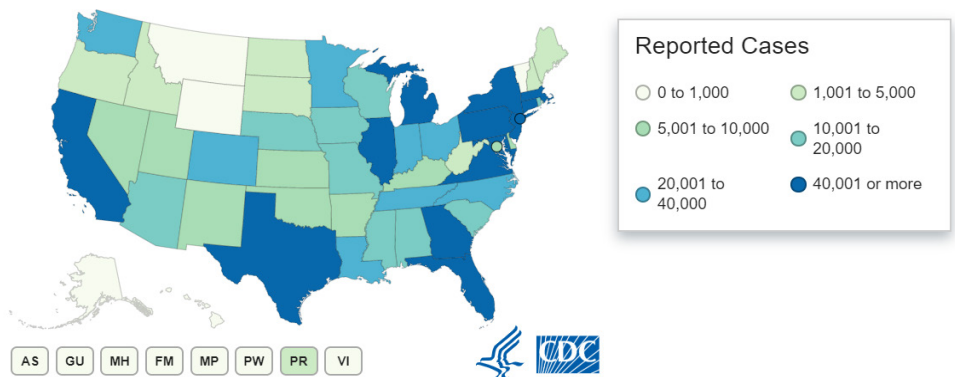 Reported Cases
0 to 1,000
1,001 to 5,000
5,001 to 10,000
10,001 to
20,000
20,001 to
40,000
40,001 or more
AS GU MH FM MP PW PR VI
CDC